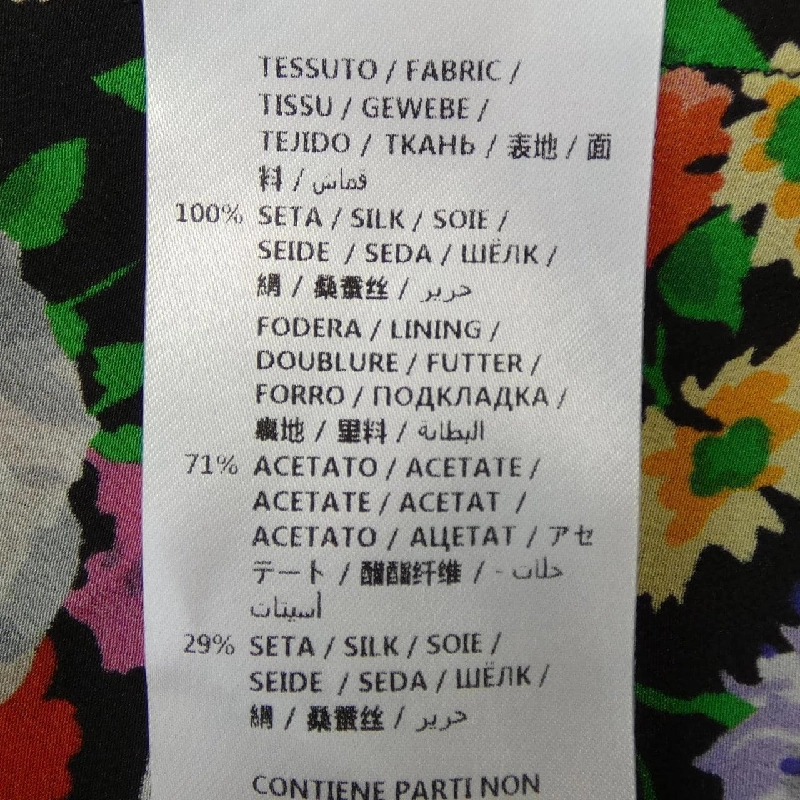 TESSUTO / FABRIC /
TISSU / GEWEBE /
TEJIDO / ТКАНЬ / 表地 / 面
料 / قماش
100% SETA / SILK / SOIE /
SEIDE / SEDA / ШЁЛК /
絹 / 桑蚕丝 / حرير
FODERA / LINING /
DOUBLURE / FUTTER /
FORRO / ПОДКЛАДКА /
裏地 / 里料 / البطانة
71% ACETATO / ACETATE /
ACETATE / ACETAT /
ACETATO / АЦЕТАТ / アセ
テート / 醋酯纤维 / - خلات
أسيتات
29% SETA / SILK / SOIE /
SEIDE / SEDA / ШЁЛК /
絹 / 桑蚕丝 / حرير
CONTIENE PARTI NON